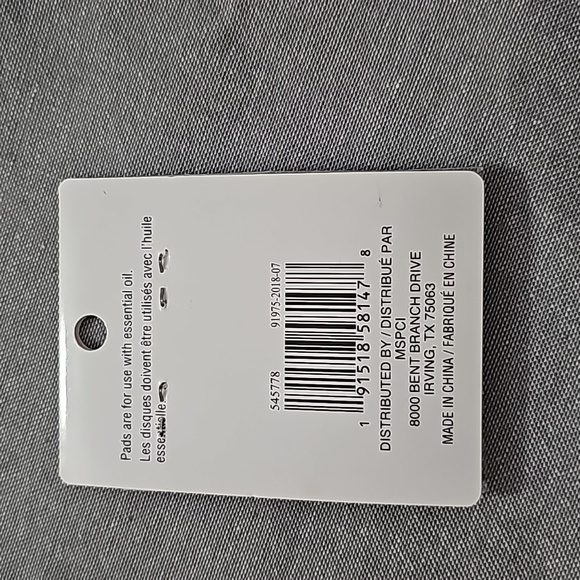 Pads are for use with essential oil.
Les disques doivent être utilisés avec l'huile
essentielle.
545778 91975-2018-07
1 91518 58147 8
DISTRIBUTED BY / DISTRIBUÉ PAR
MSPCI
8000 BENT BRANCH DRIVE
IRVING, TX 75063
MADE IN CHINA / FABRIQUÉ EN CHINE